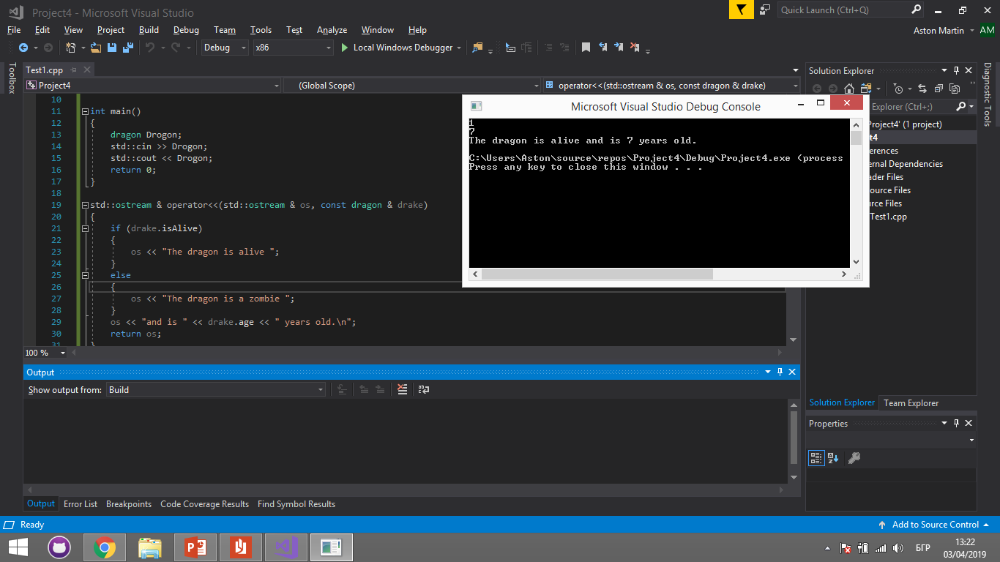 Project4 - Microsoft Visual Studio
Quick Launch (Ctrl+Q)
File Edit View Project Build Debug Team Tools Test Analyze Window Help
Aston Martin AM
Debug x86 Local Windows Debugger
Toolbox
Test1.cpp
Project4 (Global Scope) operator<<(std::ostream & os, const dragon & drake)
10
11 int main()
12 {
13 dragon Drogon;
14 std::cin >> Drogon;
15 std::cout << Drogon;
16 return 0;
17 }
18
19 std::ostream & operator<<(std::ostream & os, const dragon & drake)
20 {
21 if (drake.isAlive)
22 {
23 os << "The dragon is alive ";
24 }
25 else
26 {
27 os << "The dragon is a zombie ";
28 }
29 os << "and is " << drake.age << " years old.\n";
30 return os;
31 }
100 %
Microsoft Visual Studio Debug Console
1
7
The dragon is alive and is 7 years old.
C:\Users\Aston\source\repos\Project4\Debug\Project4.exe (process
Press any key to close this window . . .
Solution Explorer
Explorer (Ctrl+;)
Project4' (1 project)
t4
erences
ernal Dependencies
ader Files
ource Files
rce Files
Test1.cpp
Diagnostic Tools
Solution Explorer Team Explorer
Properties
Output
Show output from: Build
Output Error List Breakpoints Code Coverage Results Find Symbol Results
Ready
Add to Source Control
БГР
13:22
03/04/2019